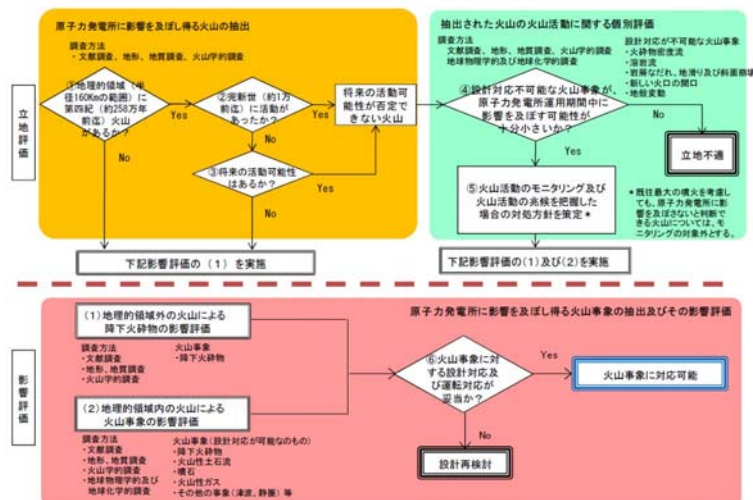 原子力発電所に影響を及ぼし得る火山の抽出
調査方法
・文献調査、地形、地質調査、火山学的調査
①地理的領域(半
径160Kmの範囲)に
第四紀(約258万年
前迄)火山
があるか?
Yes
No
②完新世(約1万年
前迄)に活動が
あったか?
Yes
No
③将来の活動可能性
はあるか?
Yes
No
将来の活動可
能性が否定で
きない火山
下記影響評価の(1)を実施
立地評価
抽出された火山の火山活動に関する個別評価
調査方法
・文献調査、地形、地質調査、火山学的調査
地球物理学的及び地球化学的調査
設計対応が不可能な火山事象
・火砕物密度流
・溶岩流
・岩屑なだれ、地滑り及び斜面崩壊
・新しい火口の開口
・地殻変動
④設計対応不可能な火山事象が、
原子力発電所運用期間中に
影響を及ぼす可能性が
十分小さいか?
No
Yes
立地不適
⑤火山活動のモニタリング及び
火山活動の兆候を把握した
場合の対処方針を策定*
*既往最大の噴火を考慮し
ても、原子力発電所に影
響を及ぼさないと判断で
きる火山については、モ
ニタリングの対象外とする。
下記影響評価の(1)及び(2)を実施
原子力発電所に影響を及ぼし得る火山事象の抽出及びその影響評価
影響評価
(1)地理的領域外の火山による
降下火砕物の影響評価
調査方法
・文献調査
・地形、地質調査
・火山学的調査
火山事象
・降下火砕物
(2)地理的領域内の火山による
火山事象の影響評価
調査方法
・文献調査
・地形、地質調査
・火山学的調査
・地球物理学的及び
地球化学的調査
火山事象(設計対応が可能なもの)
・降下火砕物
・火山性土石流
・噴石
・火山性ガス
・その他の事象(津波、静振)等
⑥火山事象に対
する設計対応及
び運転対応が
妥当か?
Yes
No
火山事象に対応可能
設計再検討